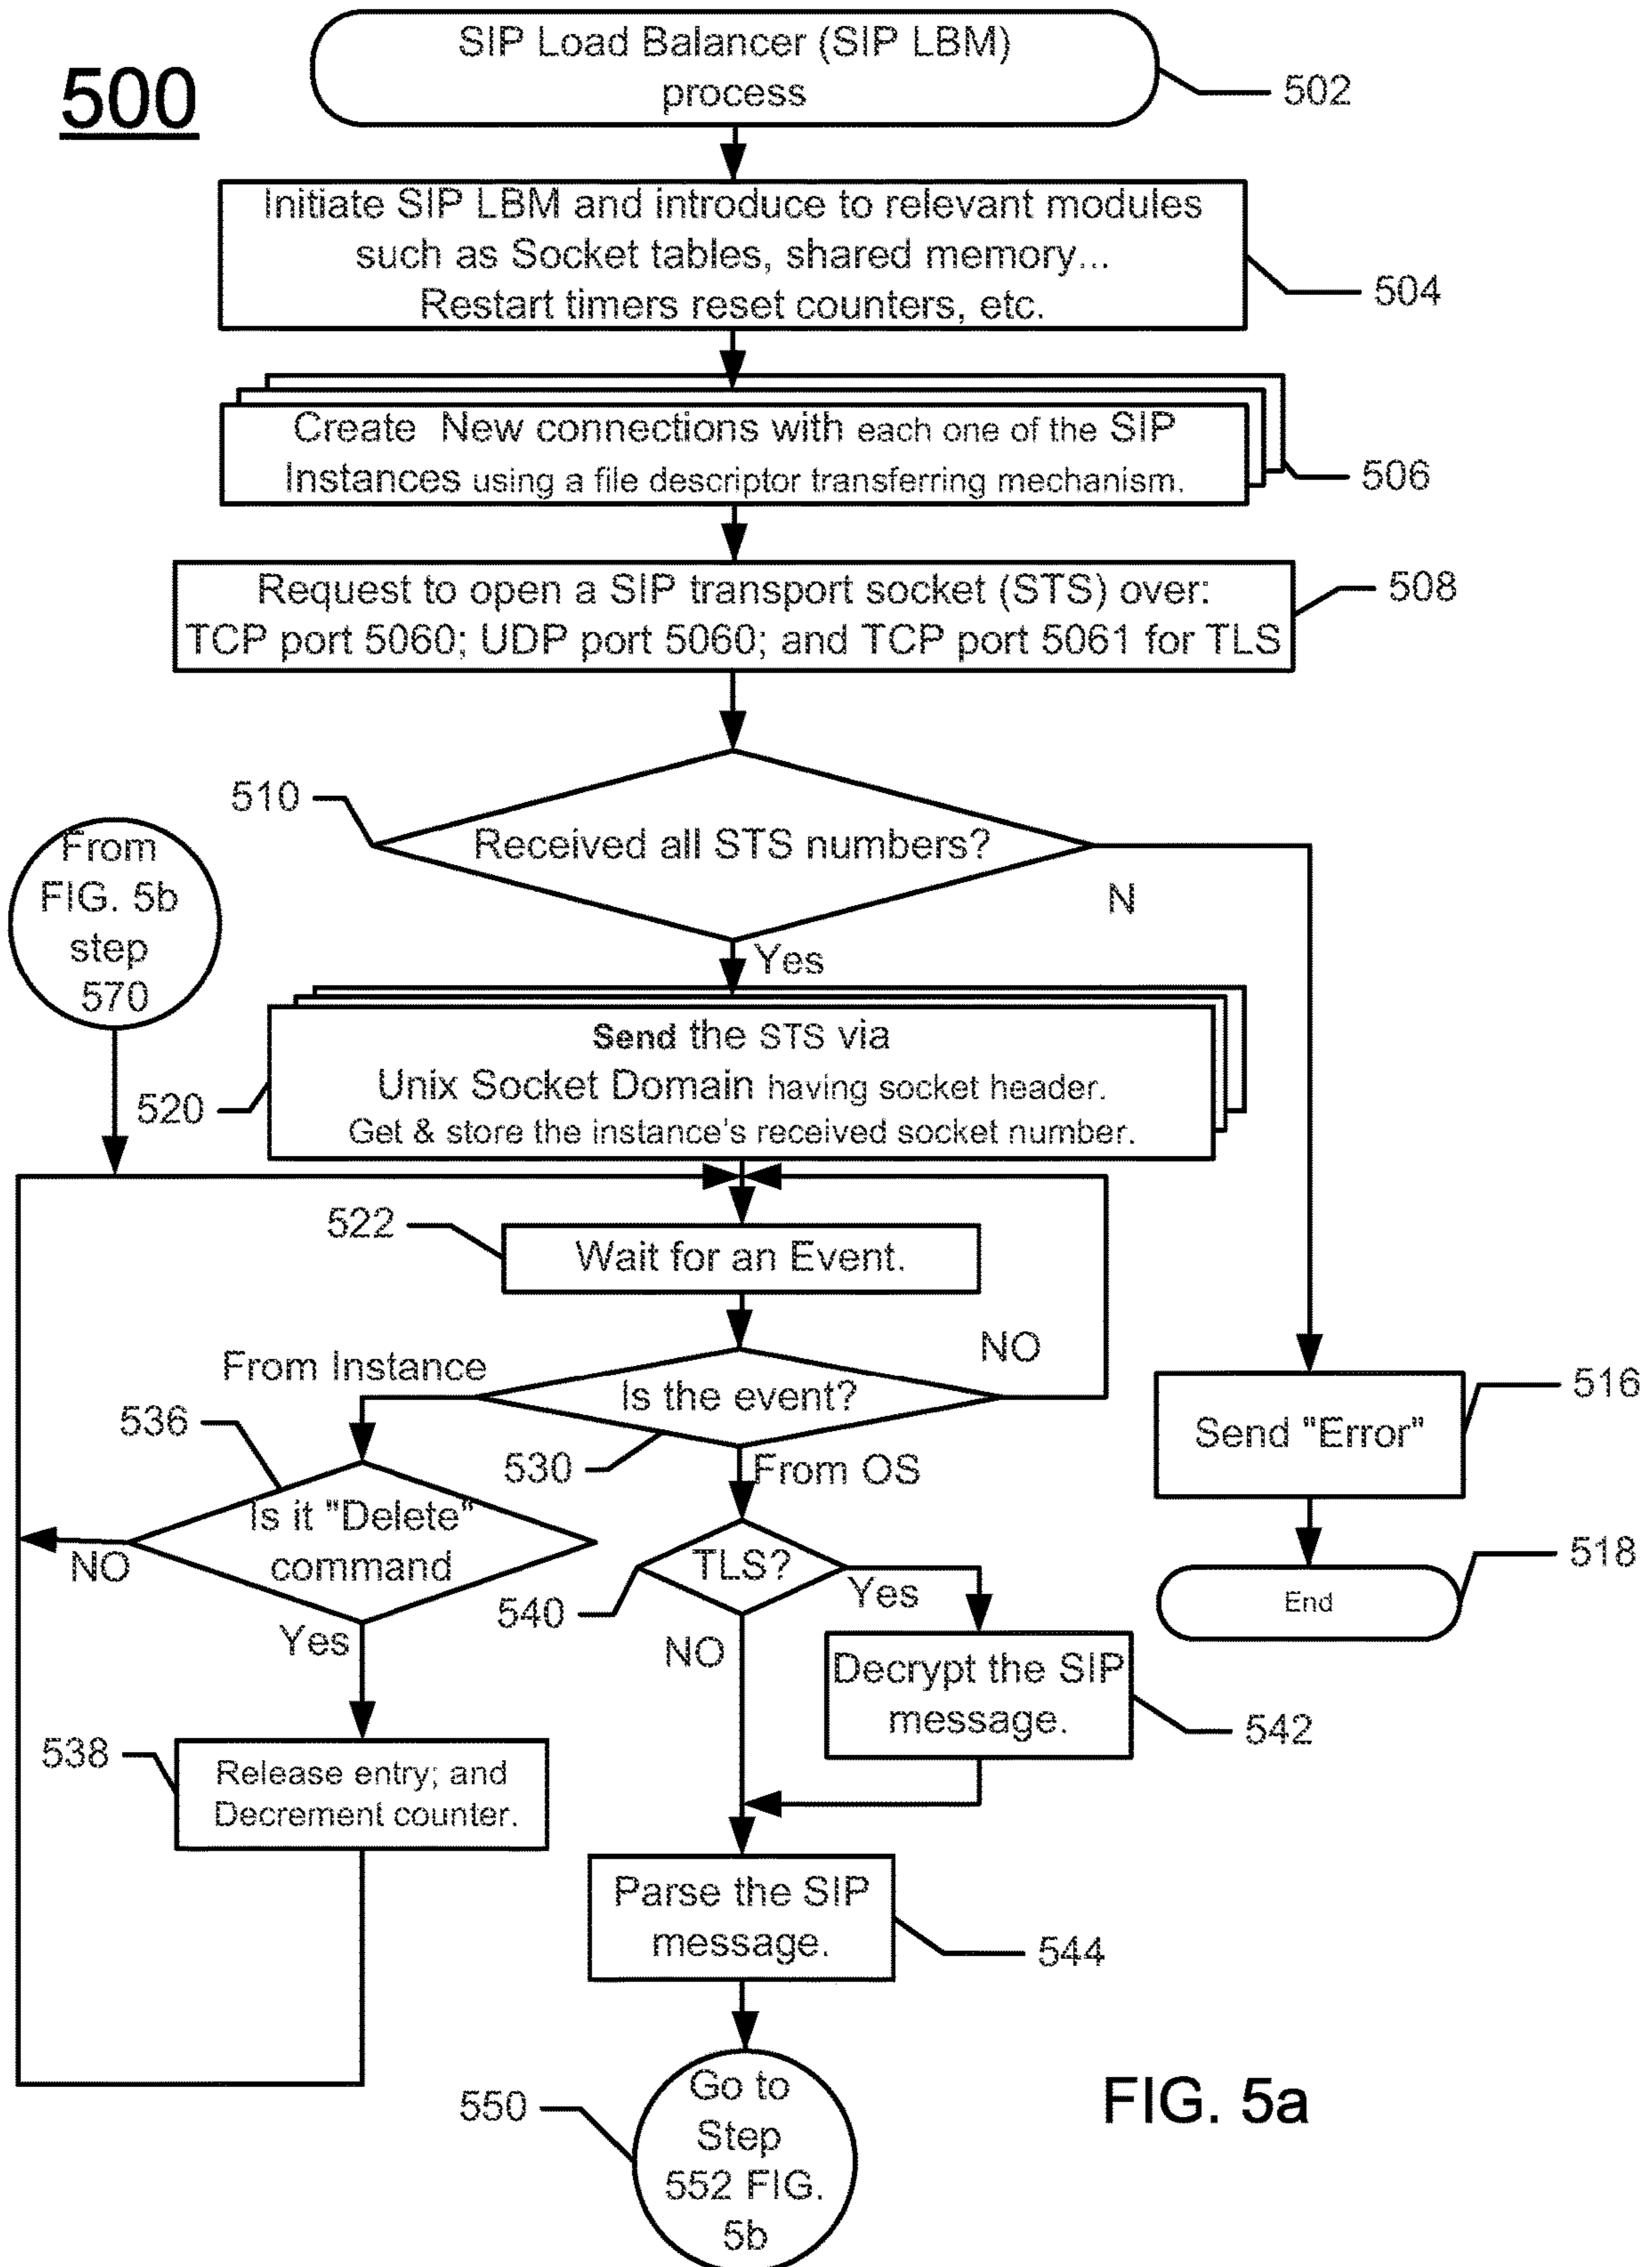 500
SIP Load Balancer (SIP LBM)
process
502
Initiate SIP LBM and introduce to relevant modules
such as Socket tables, shared memory...
Restart timers reset counters, etc.
504
Create New connections with each one of the SIP
Instances using a file descriptor transferring mechanism.
506
Request to open a SIP transport socket (STS) over:
TCP port 5060; UDP port 5060; and TCP port 5061 for TLS
508
510
Received all STS numbers?
N
Yes
From
FIG. 5b
step
570
Send the STS via
Unix Socket Domain having socket header.
Get & store the instance's received socket number.
520
522
Wait for an Event.
NO
From Instance
Is the event?
530
From OS
516
Send "Error"
518
End
536
Is it "Delete"
command
NO
Yes
540
TLS?
Yes
NO
Decrypt the SIP
message.
542
538
Release entry; and
Decrement counter.
Parse the SIP
message.
544
550
Go to
Step
552 FIG.
5b
FIG. 5a